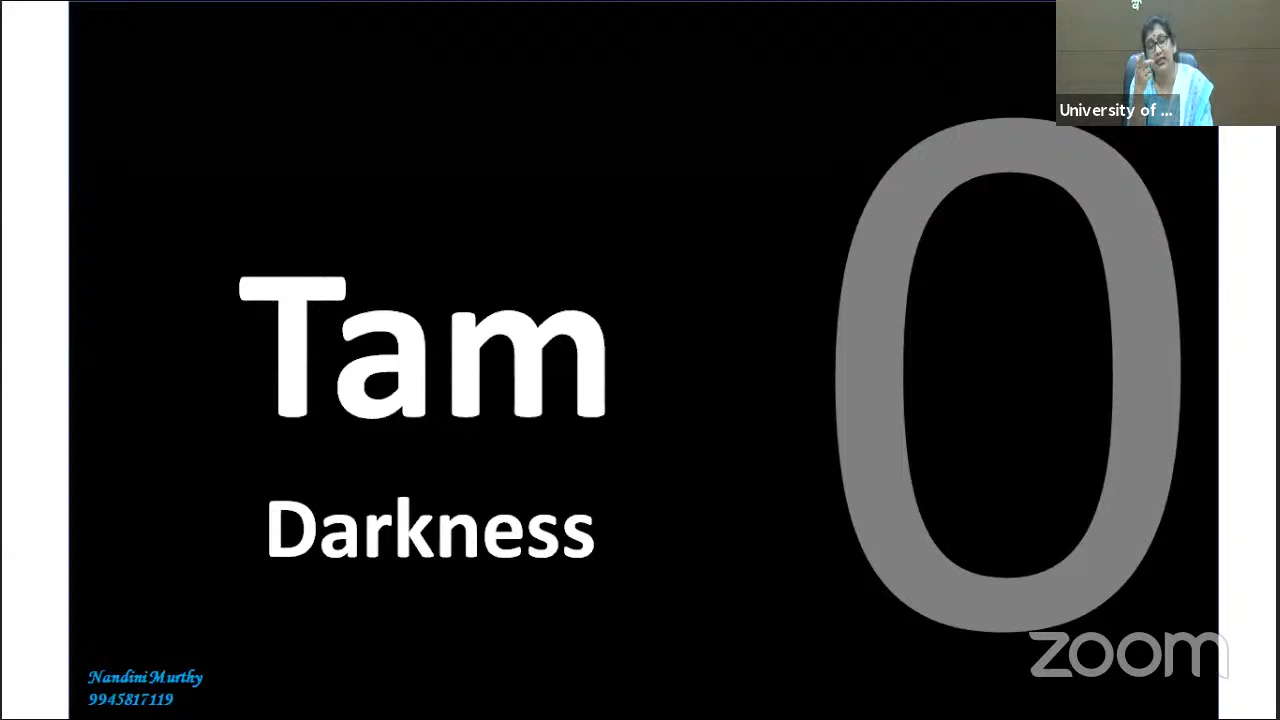 University of ...
Tam
0
Darkness
Nandini Murthy
9945817119
zoom